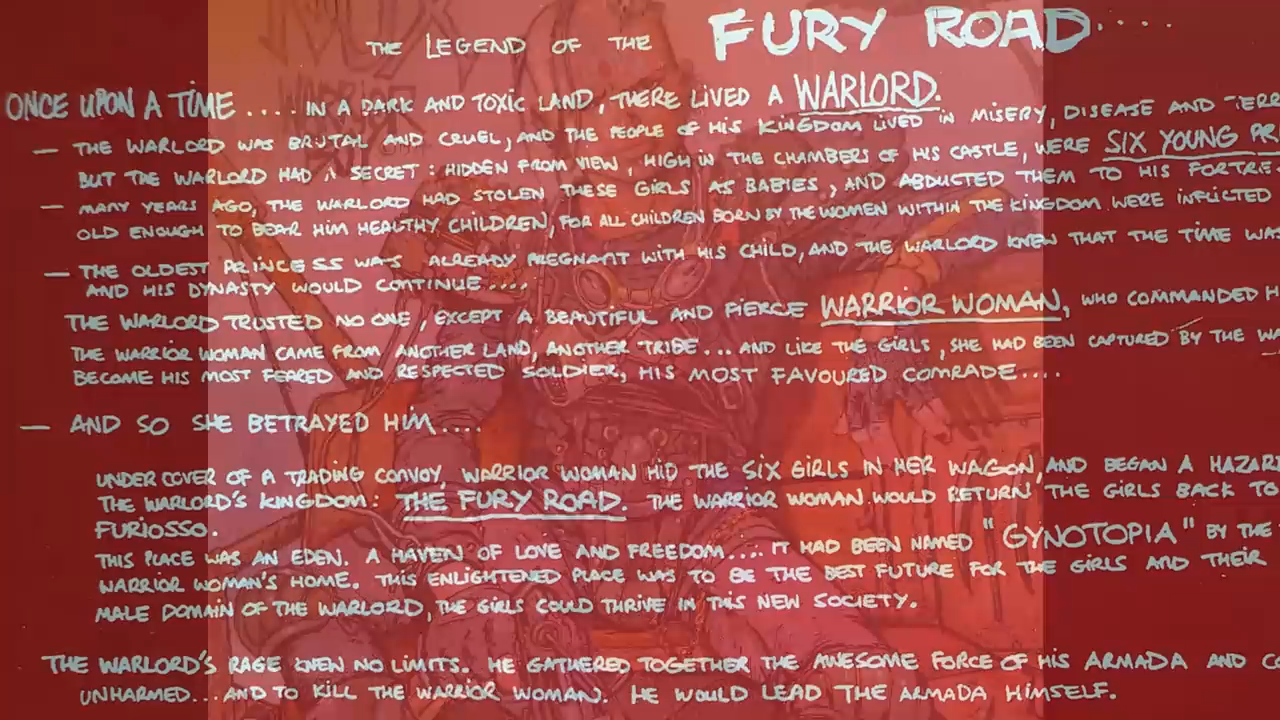 THE LEGEND OF THE FURY ROAD....
ONCE UPON A TIME.... IN A DARK AND TOXIC LAND, THERE LIVED A WARLORD.
— THE WARLORD WAS BRUTAL AND CRUEL, AND THE PEOPLE OF HIS KINGDOM LIVED IN MISERY, DISEASE AND TERR
BUT THE WARLORD HAD A SECRET: HIDDEN FROM VIEW, HIGH IN THE CHAMBERS OF HIS CASTLE, WERE SIX YOUNG PR
— MANY YEARS AGO, THE WARLORD HAD STOLEN THESE GIRLS AS BABIES, AND ABDUCTED THEM TO HIS FORTRE
OLD ENOUGH TO BEAR HIM HEALTHY CHILDREN, FOR ALL CHILDREN BORN BY THE WOMEN WITHIN THE KINGDOM WERE INFLICTED
— THE OLDEST PRINCESS WAS ALREADY PREGNANT WITH HIS CHILD, AND THE WARLORD KNEW THAT THE TIME WAS
AND HIS DYNASTY WOULD CONTINUE....
THE WARLORD TRUSTED NO ONE, EXCEPT A BEAUTIFUL AND FIERCE WARRIOR WOMAN, WHO COMMANDED H
THE WARRIOR WOMAN CAME FROM ANOTHER LAND, ANOTHER TRIBE... AND LIKE THE GIRLS, SHE HAD BEEN CAPTURED BY THE WA
BECOME HIS MOST FEARED AND RESPECTED SOLDIER, HIS MOST FAVOURED COMRADE....
— AND SO SHE BETRAYED HIM....
UNDER COVER OF A TRADING CONVOY, WARRIOR WOMAN HID THE SIX GIRLS IN HER WAGON, AND BEGAN A HAZAR
THE WARLORD'S KINGDOM: THE FURY ROAD. THE WARRIOR WOMAN WOULD RETURN THE GIRLS BACK TO
FURIOSSO.
THIS PLACE WAS AN EDEN. A HAVEN OF LOVE AND FREEDOM.... IT HAD BEEN NAMED "GYNOTOPIA" BY THE
WARRIOR WOMAN'S HOME. THIS ENLIGHTENED PLACE WAS TO BE THE BEST FUTURE FOR THE GIRLS AND THEIR
MALE DOMAIN OF THE WARLORD, THE GIRLS COULD THRIVE IN THIS NEW SOCIETY.
THE WARLORD'S RAGE KNEW NO LIMITS. HE GATHERED TOGETHER THE AWESOME FORCE OF HIS ARMADA AND CO
UNHARMED... AND TO KILL THE WARRIOR WOMAN. HE WOULD LEAD THE ARMADA HIMSELF.